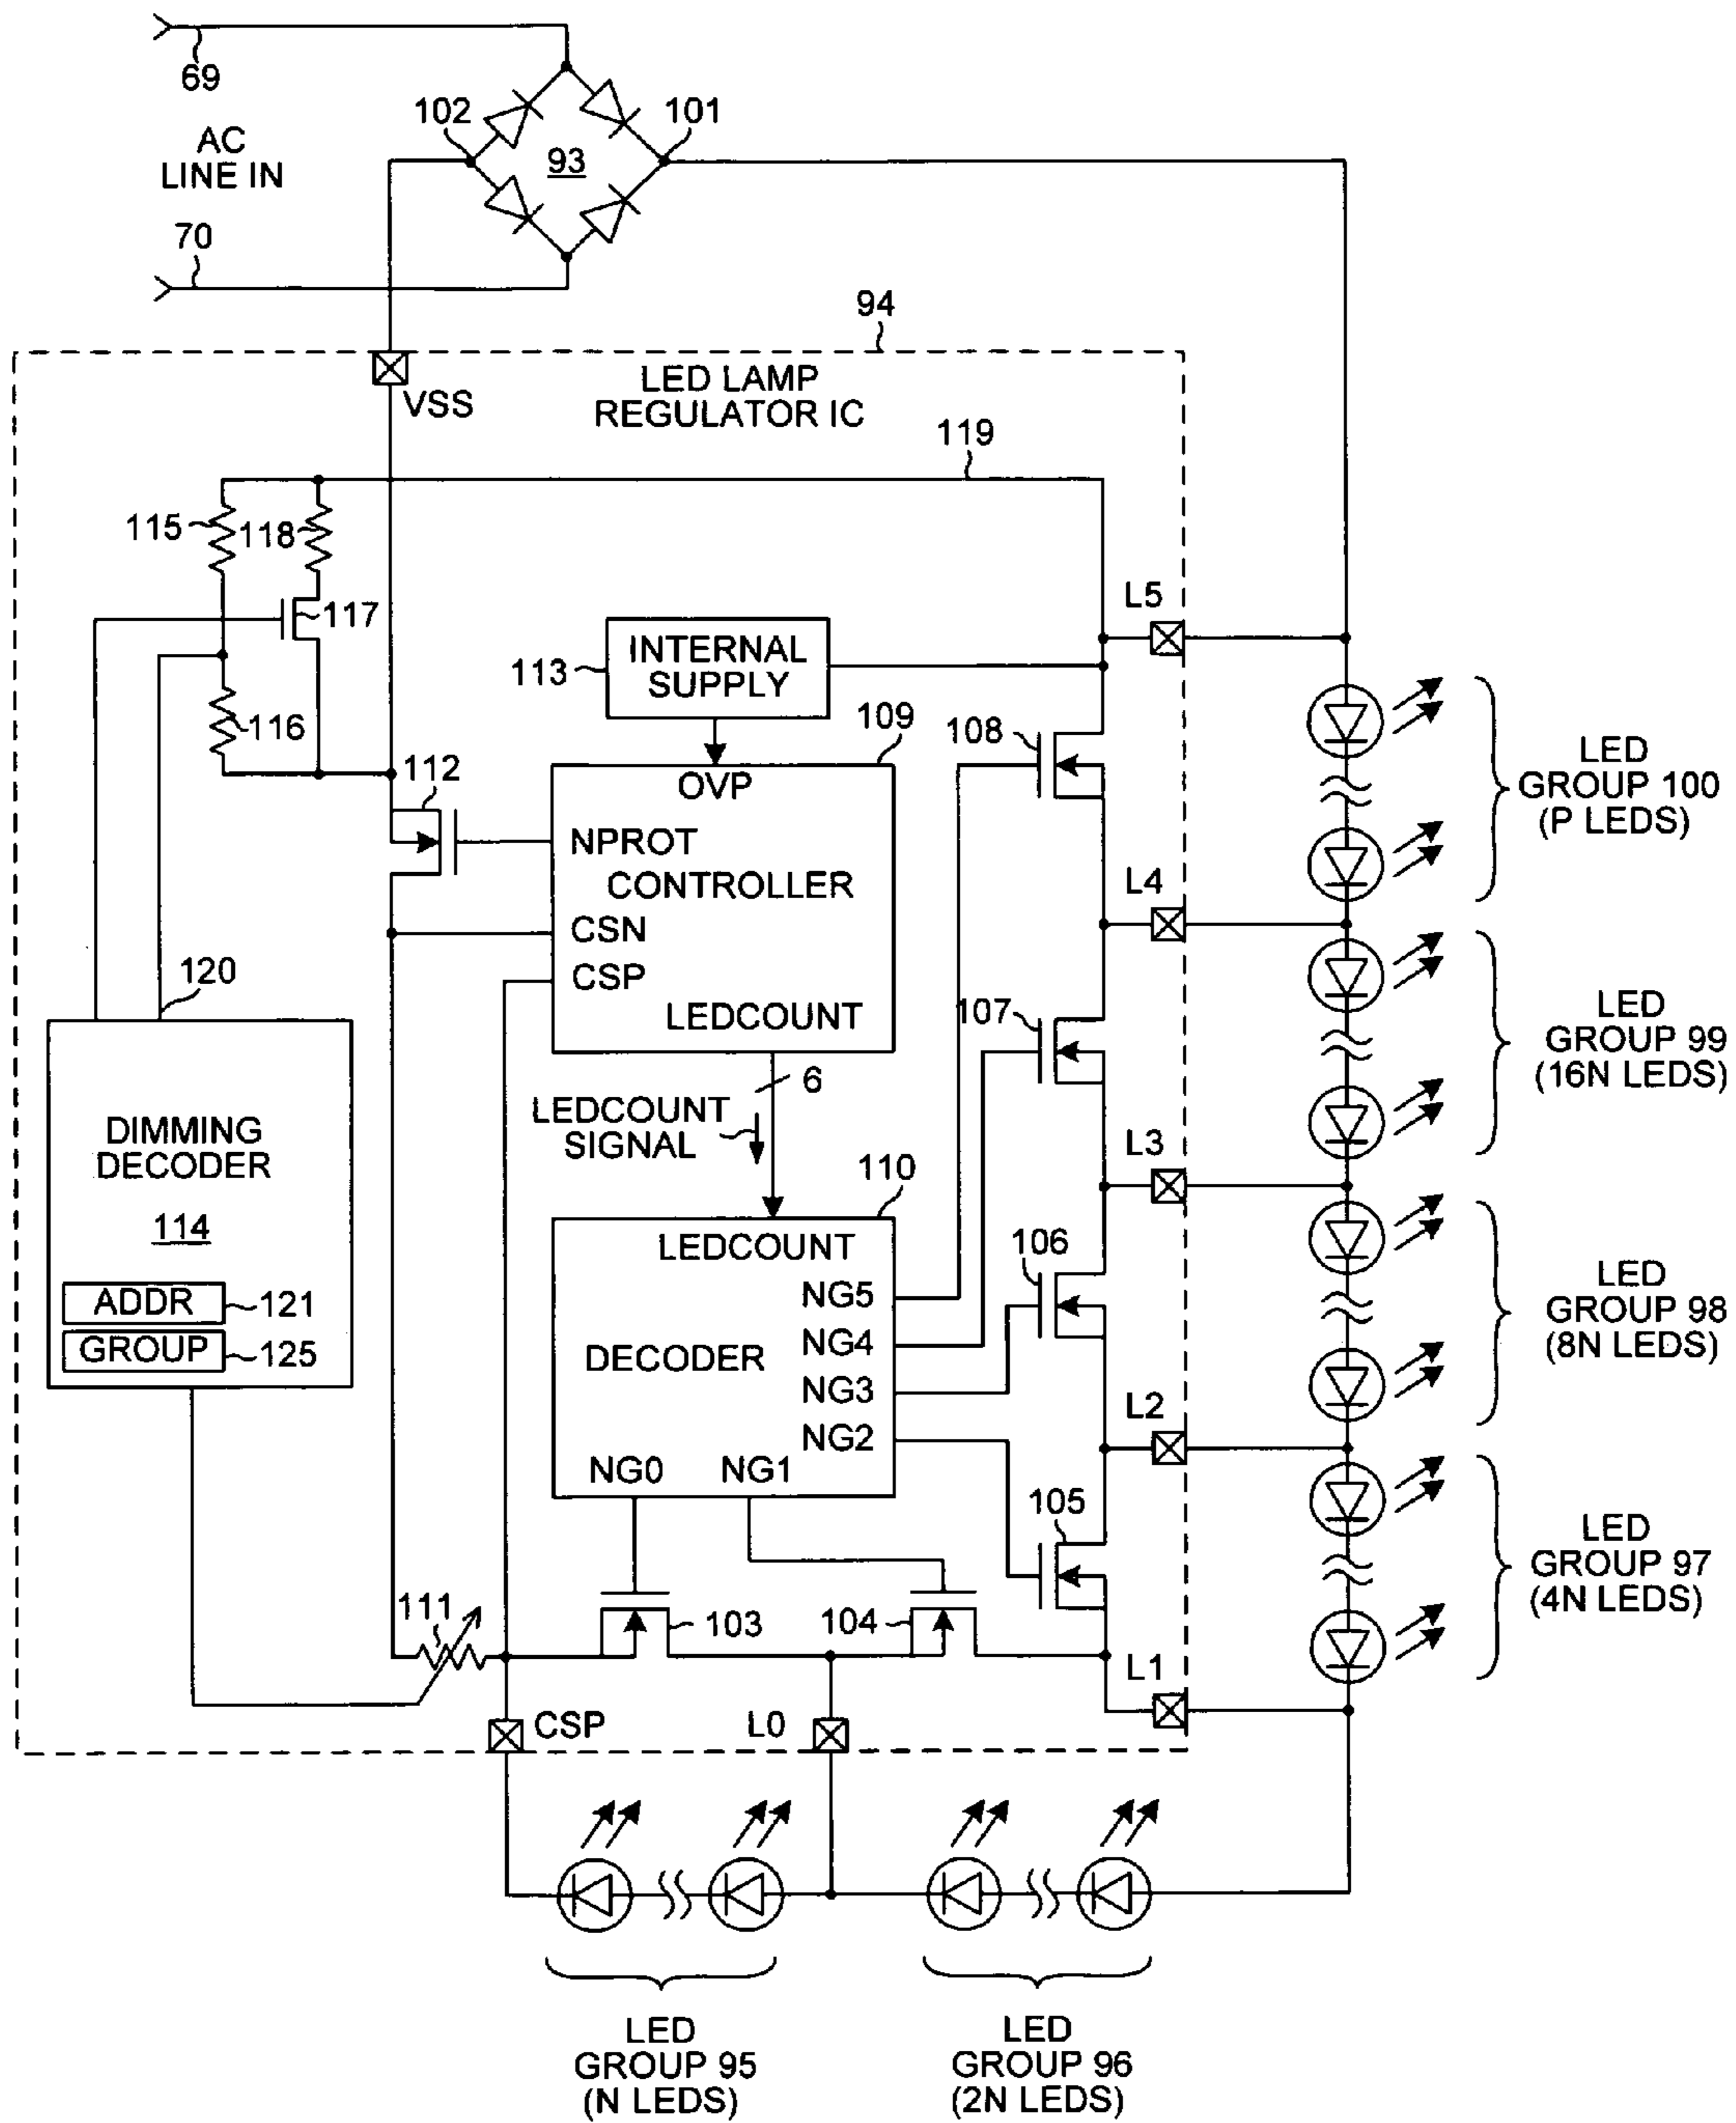 69
102
101
AC
LINE IN
93
70
94
VSS
LED LAMP
REGULATOR IC
119
115
118
117
L5
INTERNAL
SUPPLY
113
116
109
108
112
OVP
LED
GROUP 100
(P LEDS)
NPROT
CONTROLLER
L4
CSN
CSP
120
LEDCOUNT
107
LED
GROUP 99
(16N LEDS)
6
LEDCOUNT
SIGNAL
DIMMING
DECODER
L3
110
114
LEDCOUNT
106
NG5
LED
GROUP 98
(8N LEDS)
ADDR
121
GROUP
125
DECODER
NG4
NG3
L2
NG2
NG0
NG1
105
LED
GROUP 97
(4N LEDS)
111
103
104
L1
CSP
L0
LED
GROUP 95
(N LEDS)
LED
GROUP 96
(2N LEDS)